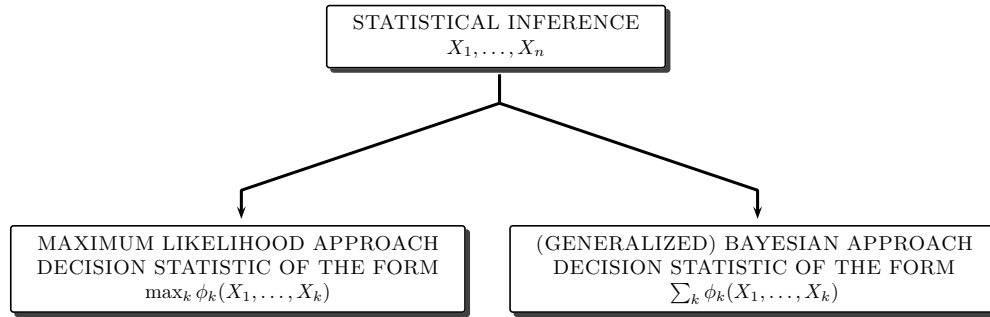 STATISTICAL INFERENCE
X₁, . . . , Xₙ
MAXIMUM LIKELIHOOD APPROACH
DECISION STATISTIC OF THE FORM
maxₖ ϕₖ(X₁, . . . , Xₖ)
(GENERALIZED) BAYESIAN APPROACH
DECISION STATISTIC OF THE FORM
∑ₖ ϕₖ(X₁, . . . , Xₖ)